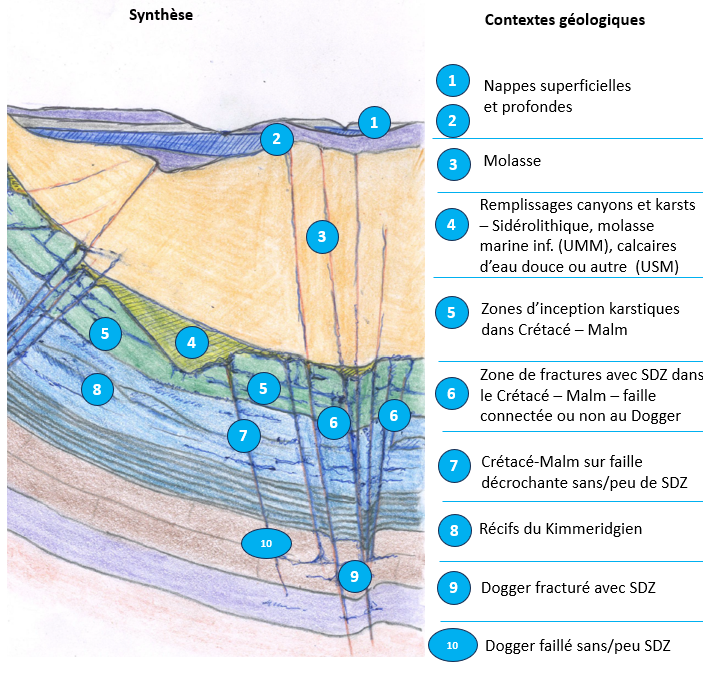 Synthèse
Contextes géologiques
1
Nappes superficielles
et profondes
2
3
Molasse
Remplissages canyons et karsts
4
– Sidérolithique, molasse
marine inf. (UMM), calcaires
d'eau douce ou autre (USM)
5
Zones d'inception karstiques
dans Crétacé – Malm
Zone de fractures avec SDZ dans
6
le Crétacé – Malm – faille
connectée ou non au Dogger
7
Crétacé-Malm sur faille
décrochante sans/peu de SDZ
8
Récifs du Kimmeridgien
9
Dogger fracturé avec SDZ
10
Dogger faillé sans/peu SDZ
1
2
3
5
4
8
5
6
6
7
10
9